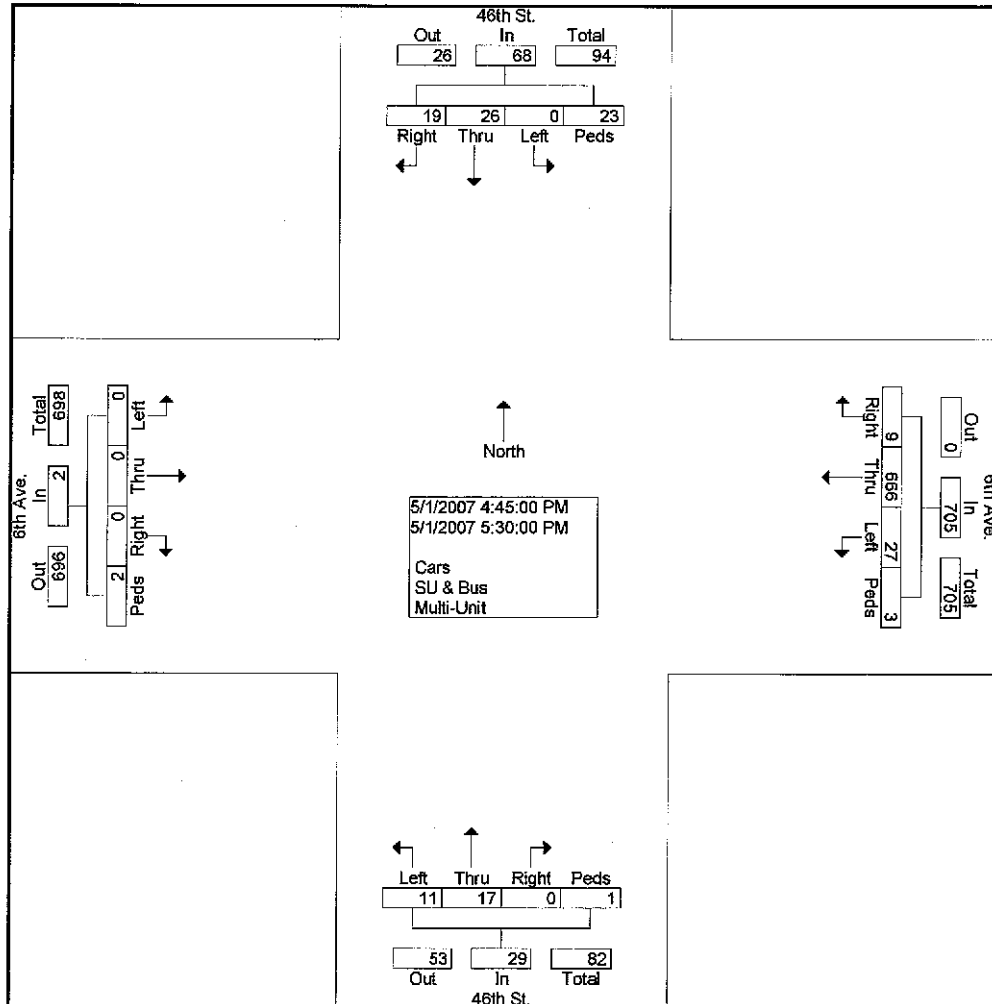 46th St.
Out In Total
26 68 94
19 26 0 23
Right Thru Left Peds
6th Ave.
Total In Out
698 2 696
0 0 0 2
Left Thru Right Peds
North
5/1/2007 4:45:00 PM
5/1/2007 5:30:00 PM
Cars
SU & Bus
Multi-Unit
Right Thru Left Peds
9 666 27 3
Out In Total
0 705 705
6th Ave.
Left Thru Right Peds
11 17 0 1
53 29 82
Out In Total
46th St.